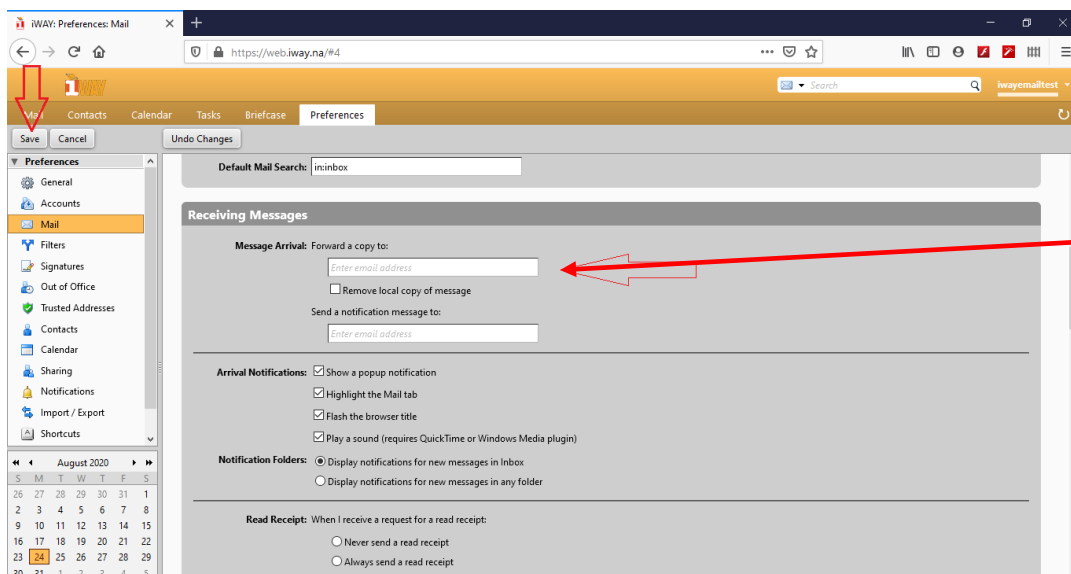 iWAY: Preferences: Mail
https://web.iway.na/#4
iWAY
Search
iwayemailtest
Mail Contacts Calendar Tasks Briefcase Preferences
Save Cancel Undo Changes
Preferences
General
Accounts
Mail
Filters
Signatures
Out of Office
Trusted Addresses
Contacts
Calendar
Sharing
Notifications
Import / Export
Shortcuts
August 2020
S M T W T F S
26 27 28 29 30 31 1
2 3 4 5 6 7 8
9 10 11 12 13 14 15
16 17 18 19 20 21 22
23 24 25 26 27 28 29
30 31 1 2 3 4 5
Default Mail Search: in:inbox
Receiving Messages
Message Arrival: Forward a copy to:
Enter email address
Remove local copy of message
Send a notification message to:
Enter email address
Arrival Notifications: Show a popup notification
Highlight the Mail tab
Flash the browser title
Play a sound (requires QuickTime or Windows Media plugin)
Notification Folders: Display notifications for new messages in Inbox
Display notifications for new messages in any folder
Read Receipt: When I receive a request for a read receipt:
Never send a read receipt
Always send a read receipt